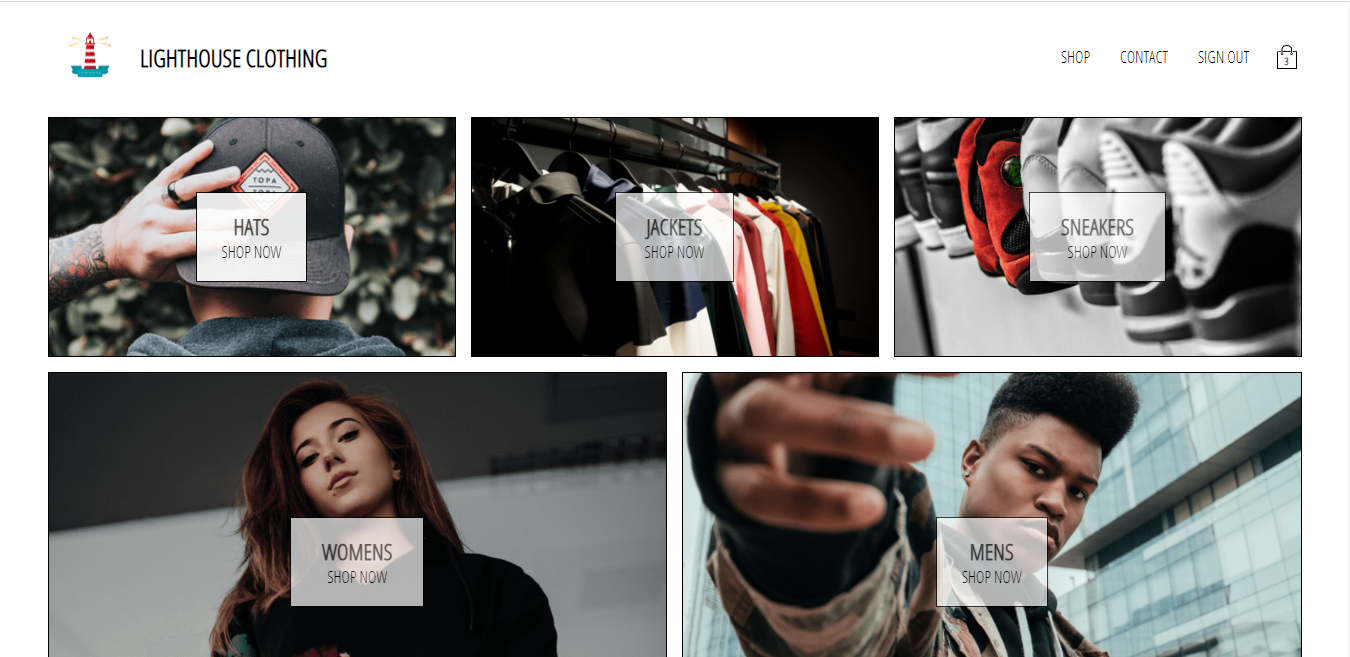 LIGHTHOUSE CLOTHING
SHOP
CONTACT
SIGN OUT
3
TOPA
HATS
SHOP NOW
JACKETS
SHOP NOW
SNEAKERS
SHOP NOW
WOMENS
SHOP NOW
MENS
SHOP NOW